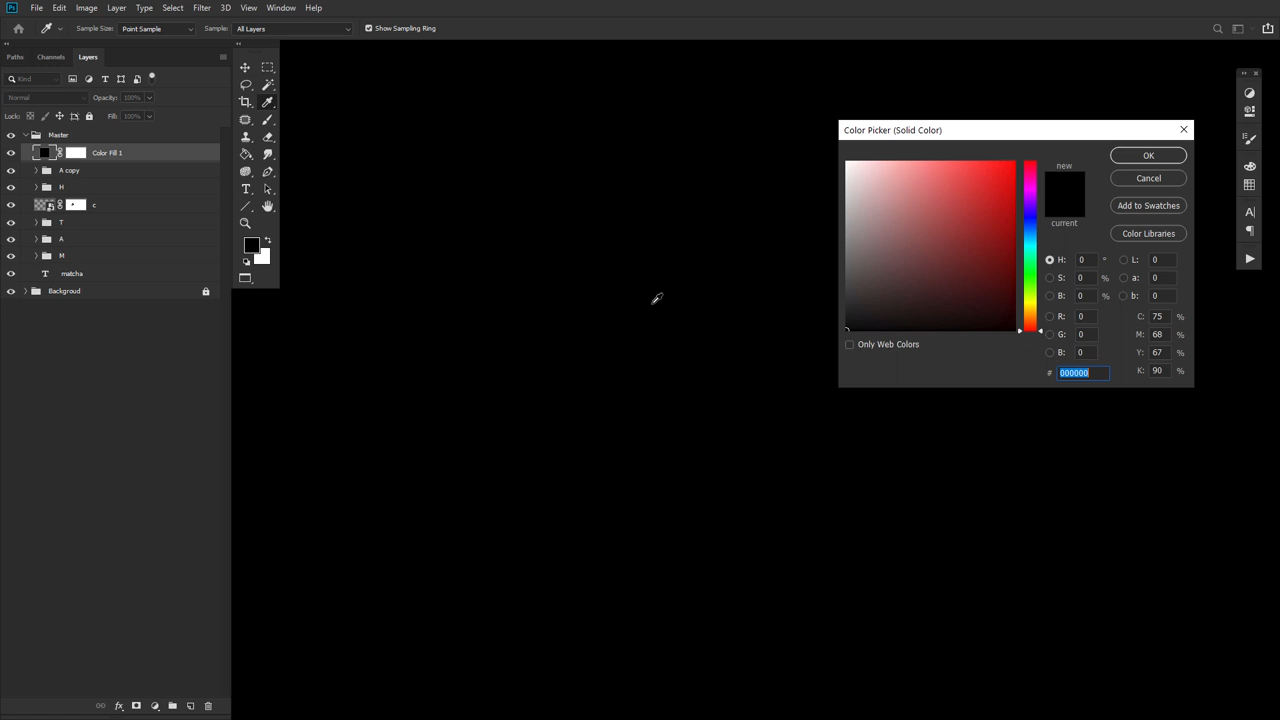 Ps File Edit Image Layer Type Select Filter 3D View Window Help
Sample Size: Point Sample Sample: All Layers Show Sampling Ring
Paths Channels Layers
Kind
Normal Opacity: 100%
Lock: Fill: 100%
Master
Color Fill 1
A copy
H
c
T
A
M
T matcha
Backgroud
fx
T
Color Picker (Solid Color)
new
current
OK
Cancel
Add to Swatches
Color Libraries
H: 0 ° L: 0
S: 0 % a: 0
B: 0 % b: 0
R: 0 C: 75 %
G: 0 M: 68 %
B: 0 Y: 67 %
# 000000 K: 90 %
Only Web Colors
A